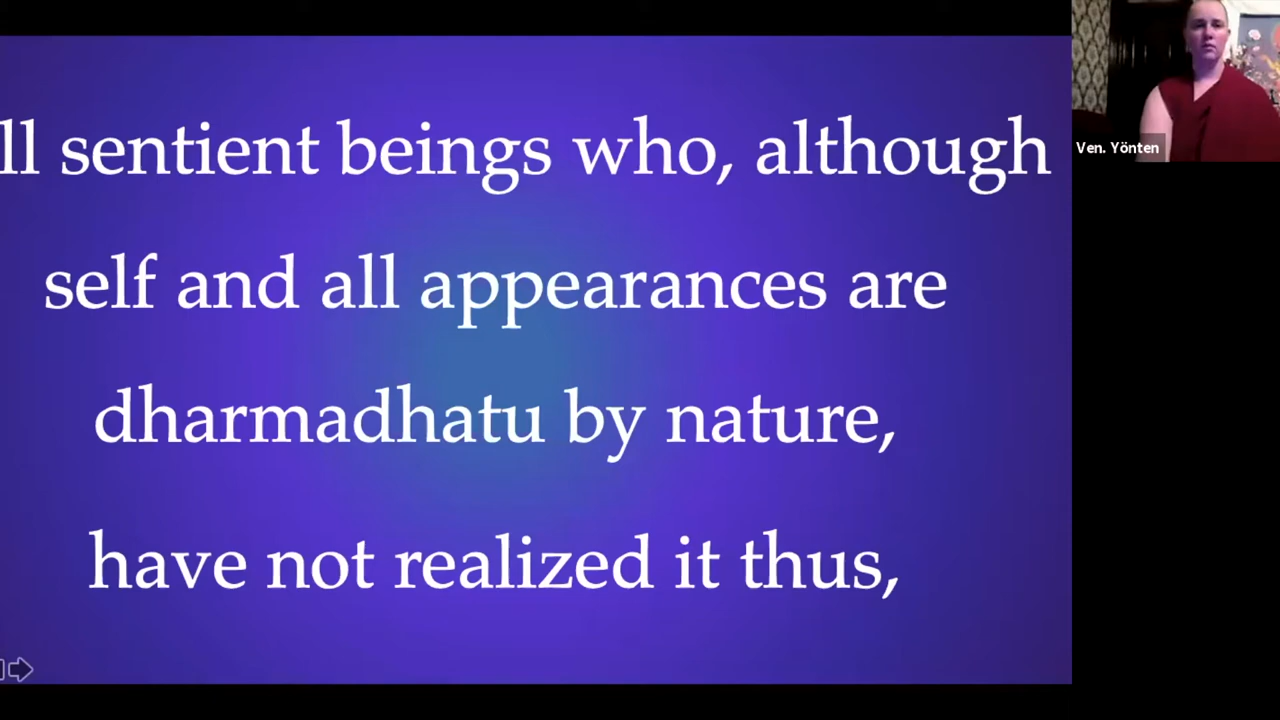 ll sentient beings who, although
self and all appearances are
dharmadhatu by nature,
have not realized it thus,
Ven. Yönten